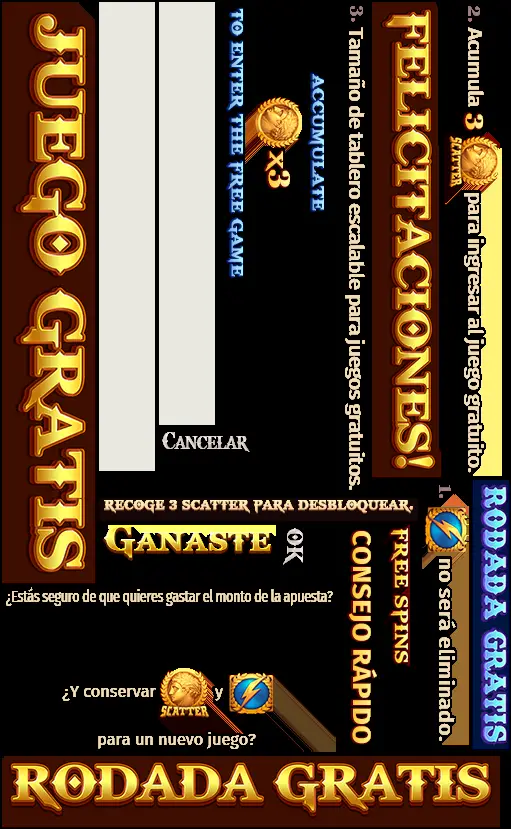 JUEGO GRATIS
ACCUMULATE
x3
TO ENTER THE FREE GAME
3. Tamaño de tablero escalable para juegos gratuitos.
FELICITACIONES!
2. Acumula 3 SCATTER para ingresar al juego gratuito.
CANCELAR
RECOGE 3 SCATTER PARA DESBLOQUEAR.
GANASTE
OK
¿Estás seguro de que quieres gastar el monto de la apuesta?
CONSEJO RÁPIDO
FREE SPINS
1. no será eliminado.
RODADA GRATIS
¿Y conservar SCATTER y
para un nuevo juego?
RODADA GRATIS